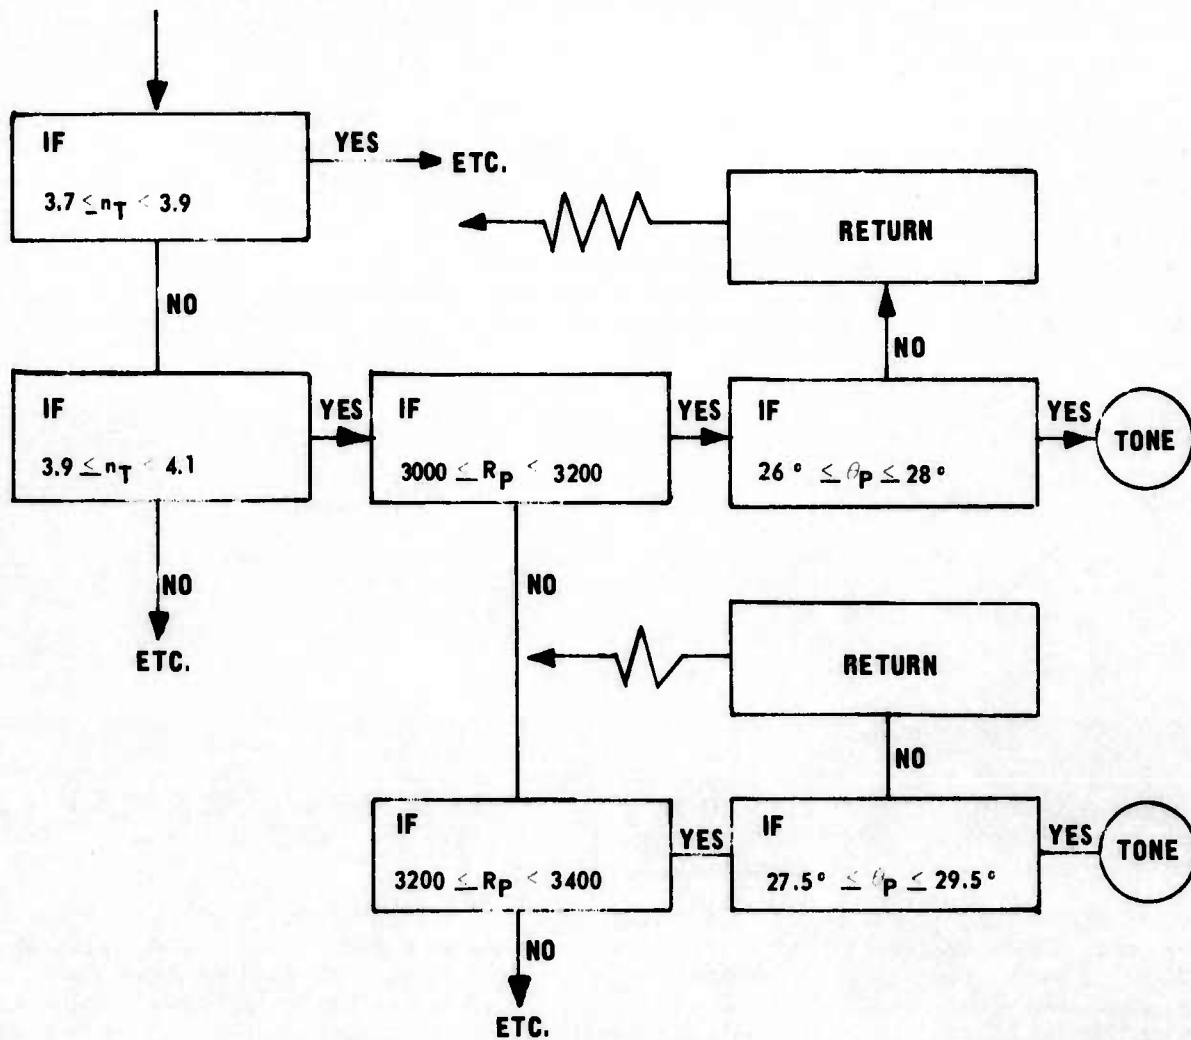 IF
3.7 ≤ nT < 3.9
YES
ETC.
NO
RETURN
NO
IF
3.9 ≤ nT < 4.1
YES
IF
3000 ≤ RP < 3200
YES
IF
26° ≤ θP ≤ 28°
YES
TONE
NO
ETC.
NO
RETURN
NO
IF
3200 ≤ RP < 3400
YES
IF
27.5° ≤ θP ≤ 29.5°
YES
TONE
NO
ETC.